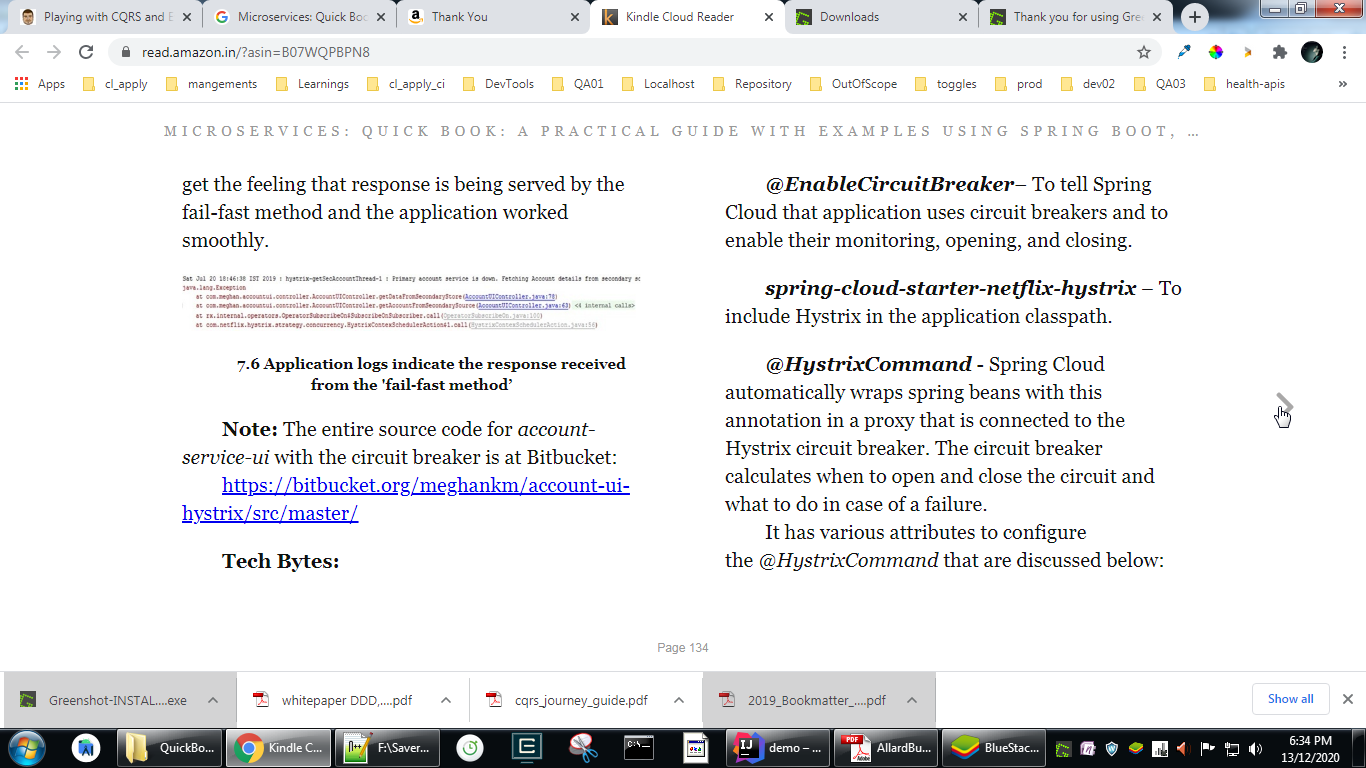 Playing with CQRS and E
Microservices: Quick Boo
Thank You
Kindle Cloud Reader
Downloads
Thank you for using Gre
read.amazon.in/?asin=B07WQPBPN8
Apps
cl_apply
mangements
Learnings
cl_apply_ci
DevTools
QA01
Localhost
Repository
OutOfScope
toggles
prod
dev02
QA03
health-apis
»
MICROSERVICES: QUICK BOOK: A PRACTICAL GUIDE WITH EXAMPLES USING SPRING BOOT, …
get the feeling that response is being served by the
fail-fast method and the application worked
smoothly.
Sat Jul 20 18:46:38 IST 2019 : hystrix-getSecAccountThread-1 : Primary account service is down. Fetching Account details from secondary so
java.lang.Exception
at com.meghan.accountui.controller.AccountUIController.getDataFromSecondaryStore(AccountUIController.java:78)
at com.meghan.accountui.controller.AccountUIController.getAccountFromSecondarySource(AccountUIController.java:63) <4 internal calls>
at rx.internal.operators.OperatorSubscribeOn$SubscribeOnSubscriber.call(OperatorSubscribeOn.java:100)
at com.netflix.hystrix.strategy.concurrency.HystrixContexSchedulerAction$1.call(HystrixContexSchedulerAction.java:56)
7.6 Application logs indicate the response received
from the 'fail-fast method’
Note: The entire source code for account-
service-ui with the circuit breaker is at Bitbucket:
https://bitbucket.org/meghankm/account-ui-
hystrix/src/master/
Tech Bytes:
@EnableCircuitBreaker– To tell Spring
Cloud that application uses circuit breakers and to
enable their monitoring, opening, and closing.
spring-cloud-starter-netflix-hystrix – To
include Hystrix in the application classpath.
@HystrixCommand - Spring Cloud
automatically wraps spring beans with this
annotation in a proxy that is connected to the
Hystrix circuit breaker. The circuit breaker
calculates when to open and close the circuit and
what to do in case of a failure.
It has various attributes to configure
the @HystrixCommand that are discussed below:
Page 134
Greenshot-INSTAL....exe
whitepaper DDD,....pdf
cqrs_journey_guide.pdf
2019_Bookmatter_....pdf
Show all
QuickBo...
Kindle C...
F:\Saver...
demo – ...
AllardBu...
BlueStac...
6:34 PM
13/12/2020